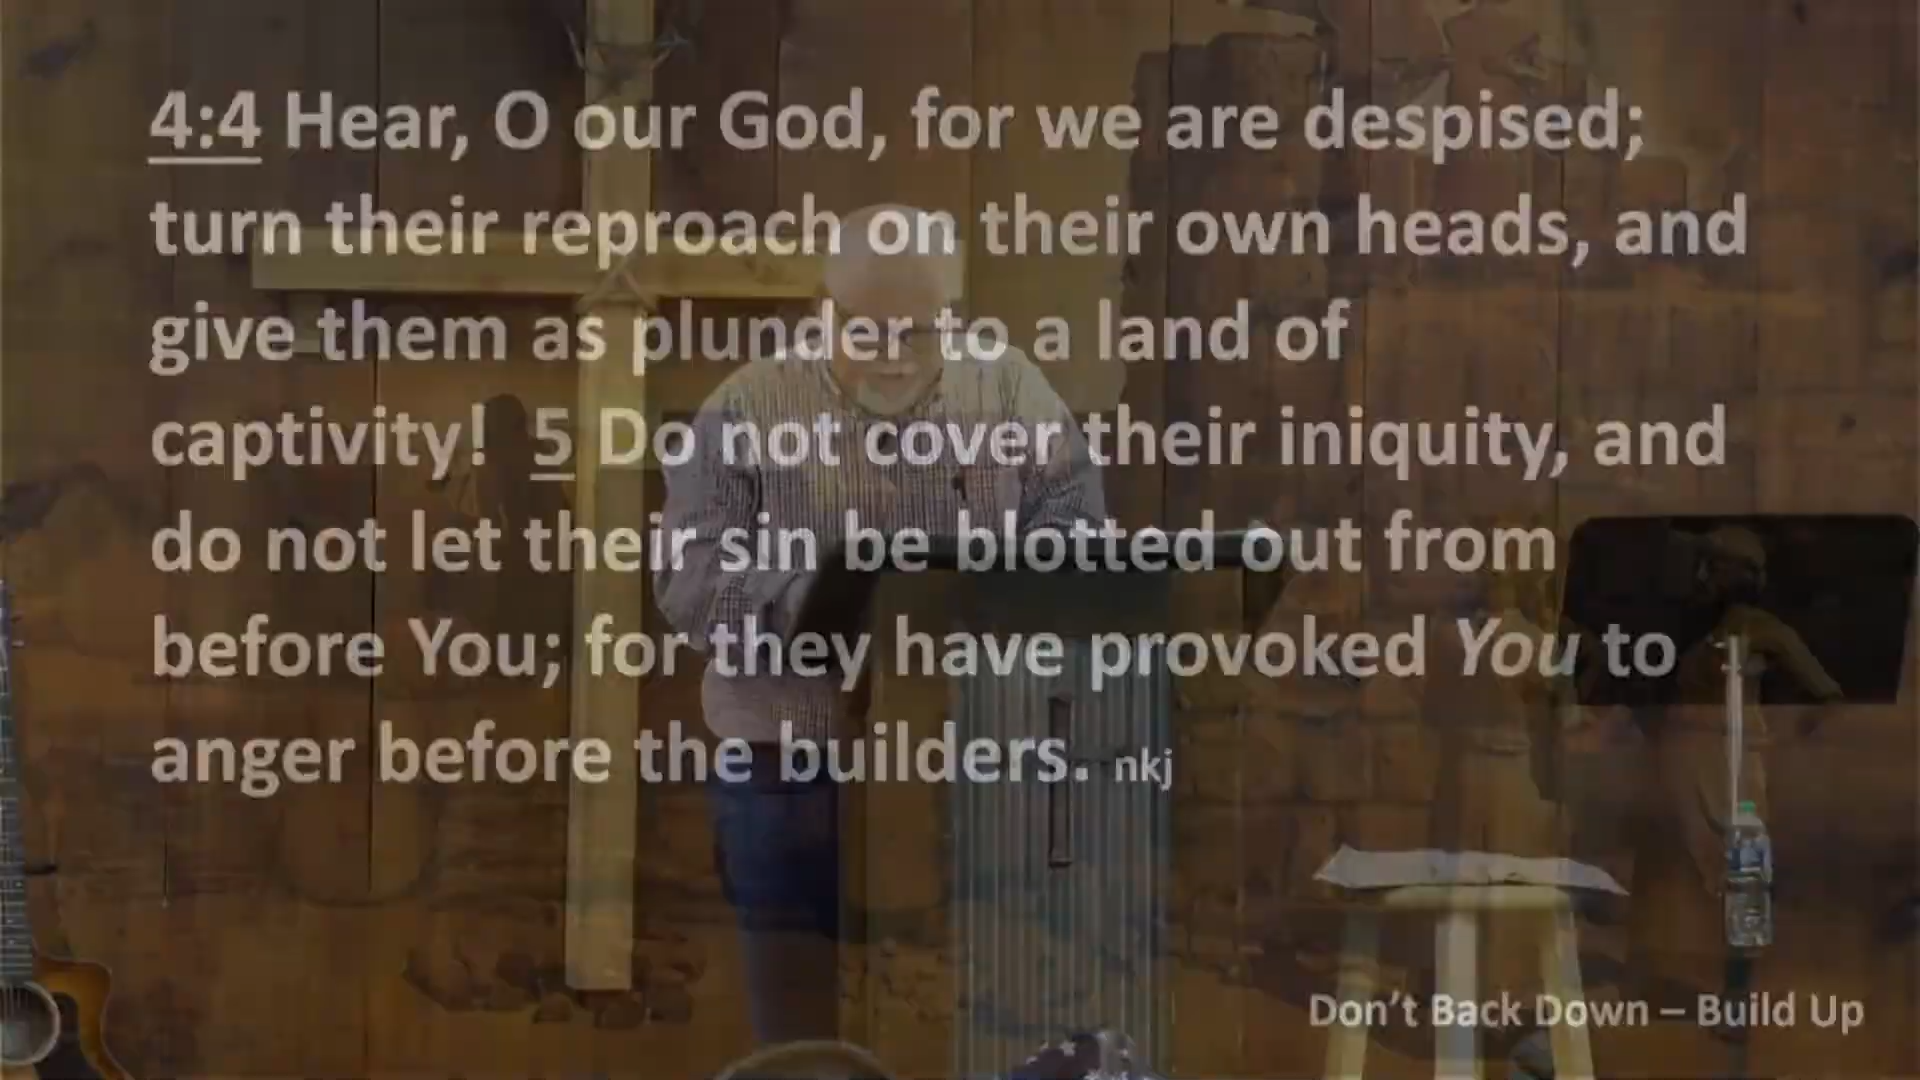 4:4 Hear, O our God, for we are despised;
turn their reproach on their own heads, and
give them as plunder to a land of
captivity! 5 Do not cover their iniquity, and
do not let their sin be blotted out from
before You; for they have provoked You to
anger before the builders. nkj
Don't Back Down – Build Up